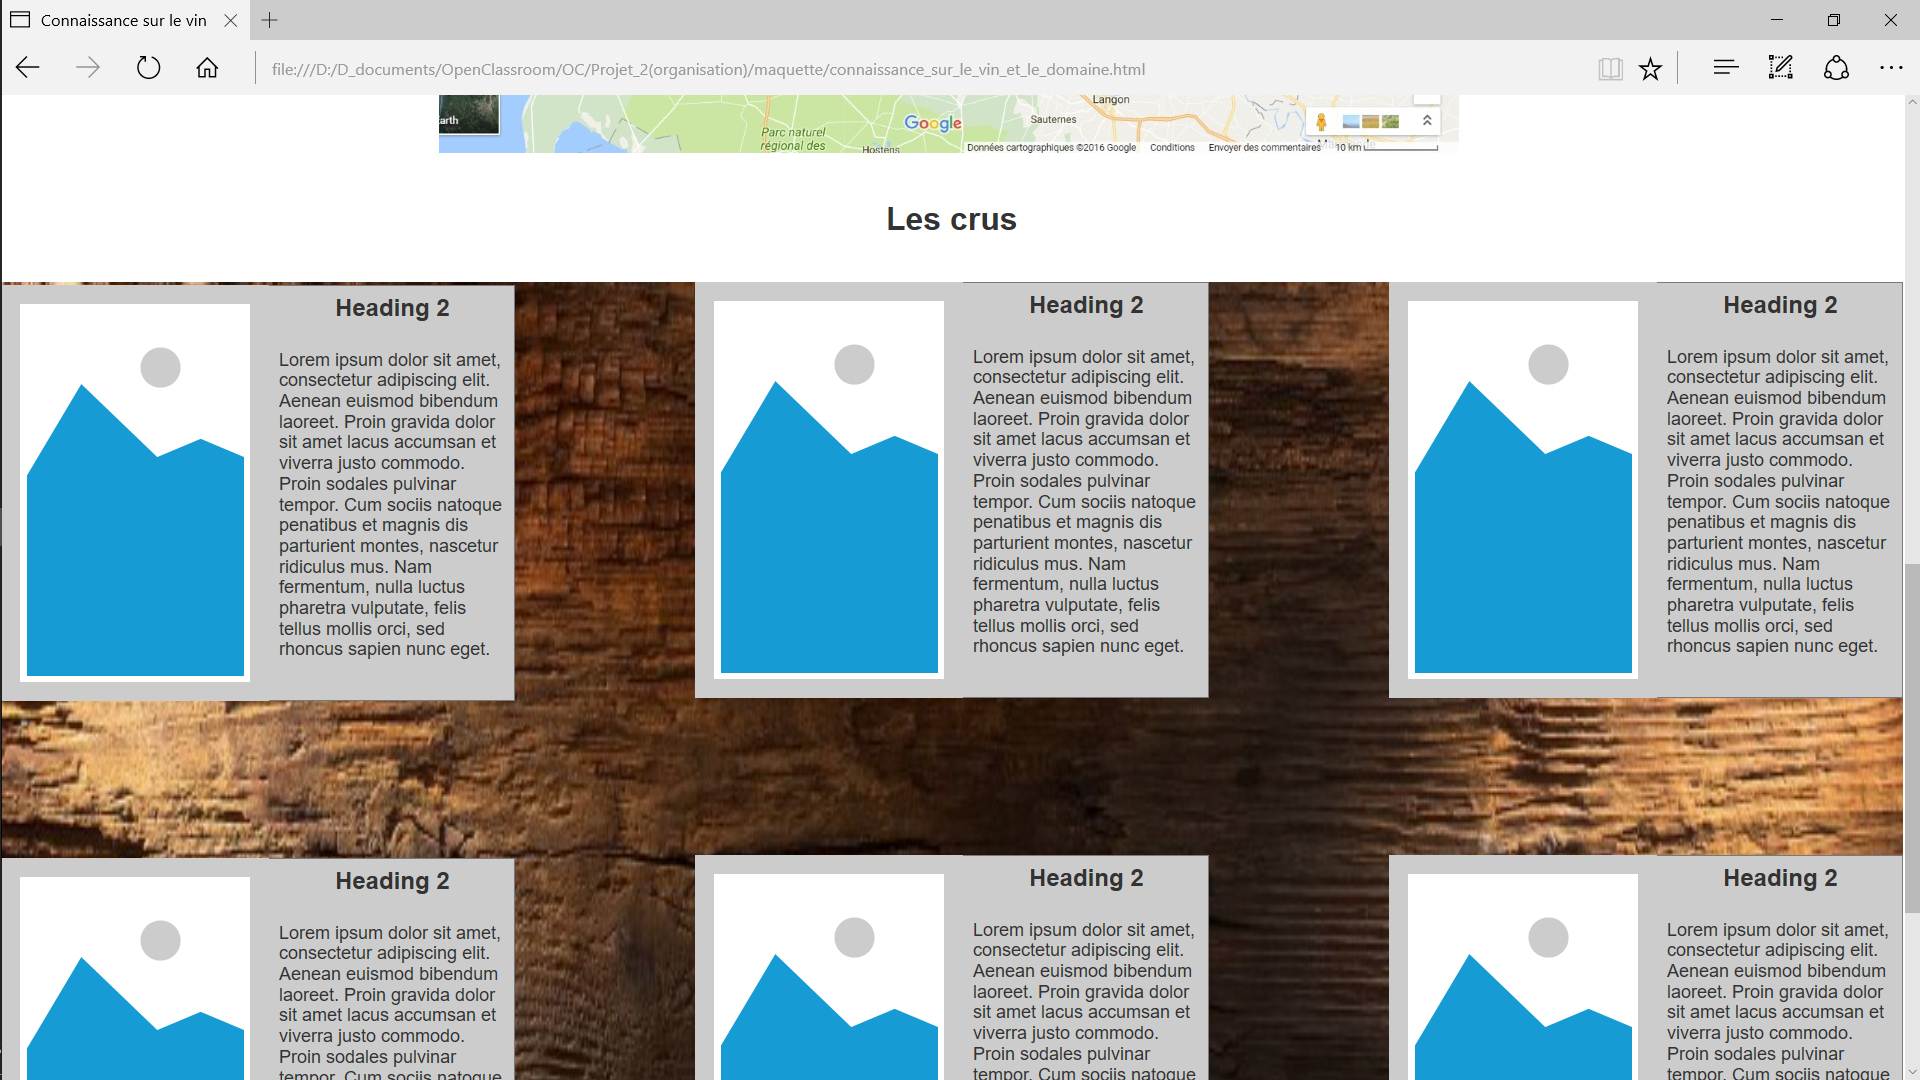 Connaissance sur le vin
file:///D:/D_documents/OpenClassroom/OC/Projet_2(organisation)/maquette/connaissance_sur_le_vin_et_le_domaine.html
arth
Parc naturel
régional des
Hostens
Google
Langon
Sauternes
Données cartographiques ©2016 Google Conditions Envoyer des commentaires 10 km
Les crus
Heading 2
Lorem ipsum dolor sit amet,
consectetur adipiscing elit.
Aenean euismod bibendum
laoreet. Proin gravida dolor
sit amet lacus accumsan et
viverra justo commodo.
Proin sodales pulvinar
tempor. Cum sociis natoque
penatibus et magnis dis
parturient montes, nascetur
ridiculus mus. Nam
fermentum, nulla luctus
pharetra vulputate, felis
tellus mollis orci, sed
rhoncus sapien nunc eget.
Heading 2
Lorem ipsum dolor sit amet,
consectetur adipiscing elit.
Aenean euismod bibendum
laoreet. Proin gravida dolor
sit amet lacus accumsan et
viverra justo commodo.
Proin sodales pulvinar
tempor. Cum sociis natoque
penatibus et magnis dis
parturient montes, nascetur
ridiculus mus. Nam
fermentum, nulla luctus
pharetra vulputate, felis
tellus mollis orci, sed
rhoncus sapien nunc eget.
Heading 2
Lorem ipsum dolor sit amet,
consectetur adipiscing elit.
Aenean euismod bibendum
laoreet. Proin gravida dolor
sit amet lacus accumsan et
viverra justo commodo.
Proin sodales pulvinar
tempor. Cum sociis natoque
penatibus et magnis dis
parturient montes, nascetur
ridiculus mus. Nam
fermentum, nulla luctus
pharetra vulputate, felis
tellus mollis orci, sed
rhoncus sapien nunc eget.
Heading 2
Lorem ipsum dolor sit amet,
consectetur adipiscing elit.
Aenean euismod bibendum
laoreet. Proin gravida dolor
sit amet lacus accumsan et
viverra justo commodo.
Proin sodales pulvinar
tempor. Cum sociis natoque
Heading 2
Lorem ipsum dolor sit amet,
consectetur adipiscing elit.
Aenean euismod bibendum
laoreet. Proin gravida dolor
sit amet lacus accumsan et
viverra justo commodo.
Proin sodales pulvinar
tempor. Cum sociis natoque
Heading 2
Lorem ipsum dolor sit amet,
consectetur adipiscing elit.
Aenean euismod bibendum
laoreet. Proin gravida dolor
sit amet lacus accumsan et
viverra justo commodo.
Proin sodales pulvinar
tempor. Cum sociis natoque